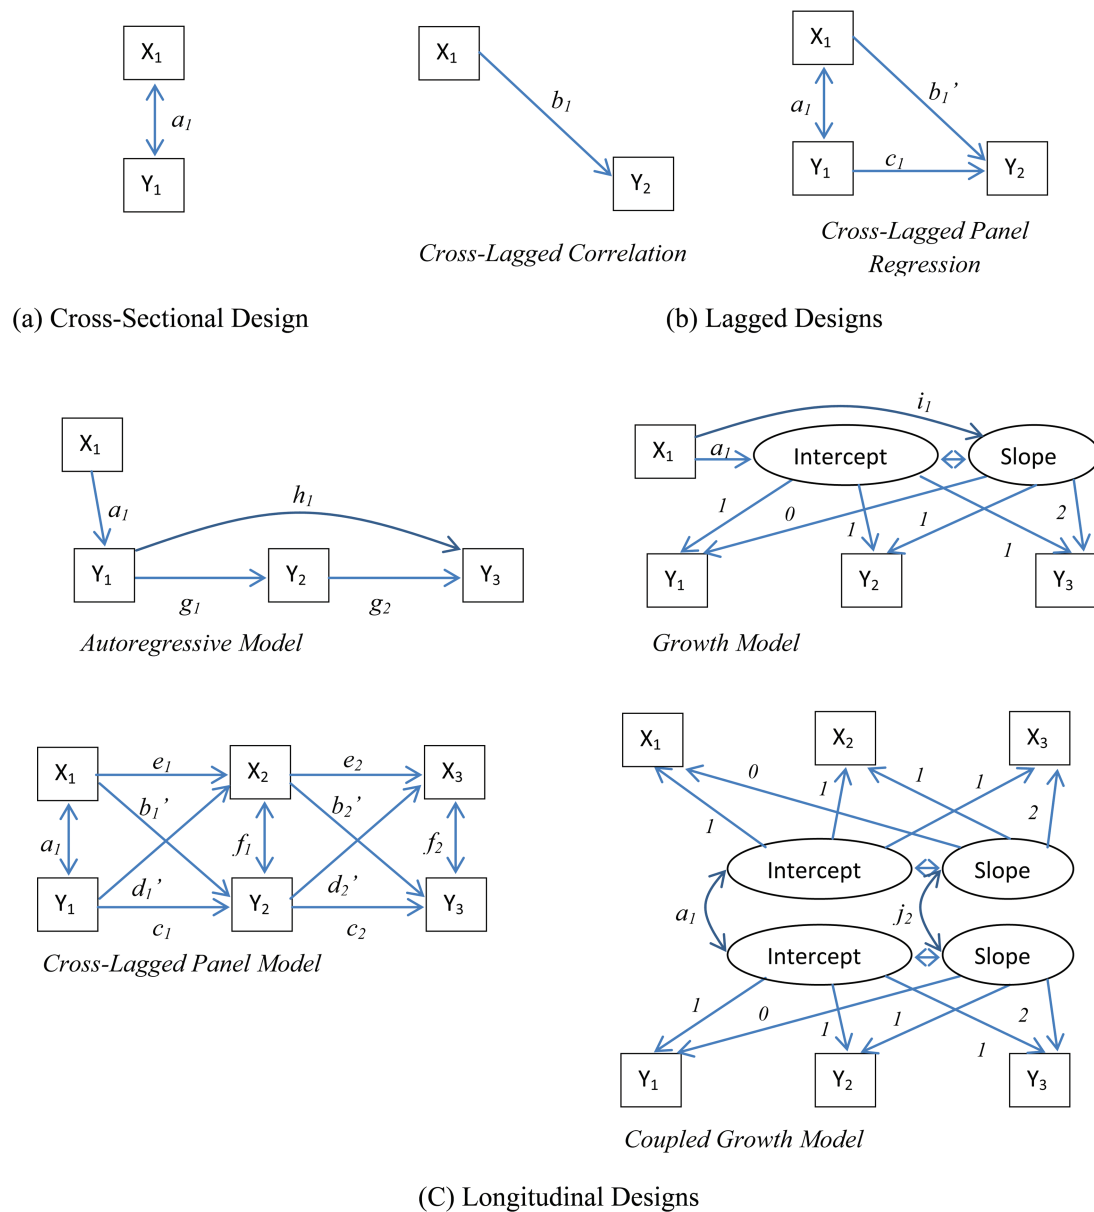 X₁
a₁
Y₁
X₁
b₁
Y₂
Cross-Lagged Correlation
X₁
a₁
b₁’
Y₁
c₁
Y₂
Cross-Lagged Panel
Regression
(a) Cross-Sectional Design
(b) Lagged Designs
X₁
a₁
h₁
Y₁
Y₂
Y₃
g₁
g₂
Autoregressive Model
i₁
X₁
a₁
Intercept
Slope
1
0
1
1
1
2
Y₁
Y₂
Y₃
Growth Model
X₁
e₁
X₂
e₂
X₃
b₁’
b₂’
a₁
f₁
f₂
d₁’
d₂’
Y₁
Y₂
Y₃
c₁
c₂
Cross-Lagged Panel Model
X₁
X₂
X₃
0
1
1
1
1
2
Intercept
Slope
a₁
j₂
Intercept
Slope
1
0
1
1
1
2
Y₁
Y₂
Y₃
Coupled Growth Model
(C) Longitudinal Designs